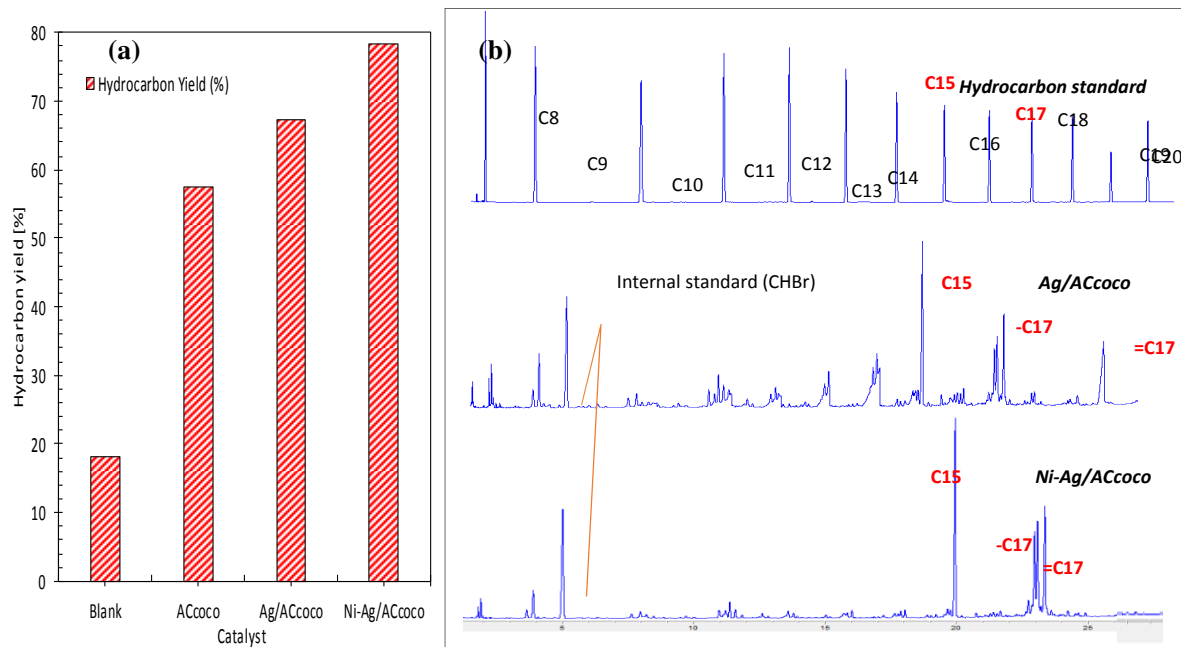 (a)
Hydrocarbon Yield (%)
Hydrocarbon yield [%]
80
70
60
50
40
30
20
10
0
Blank
ACcoco
Ag/ACcoco
Ni-Ag/ACcoco
Catalyst
(b)
C15
Hydrocarbon standard
C8
C9
C10
C11
C12
C13
C14
C16
C17
C18
C19
C20
Internal standard (CHBr)
C15
Ag/ACcoco
-C17
=C17
C15
Ni-Ag/ACcoco
-C17
=C17
5
10
15
20
25